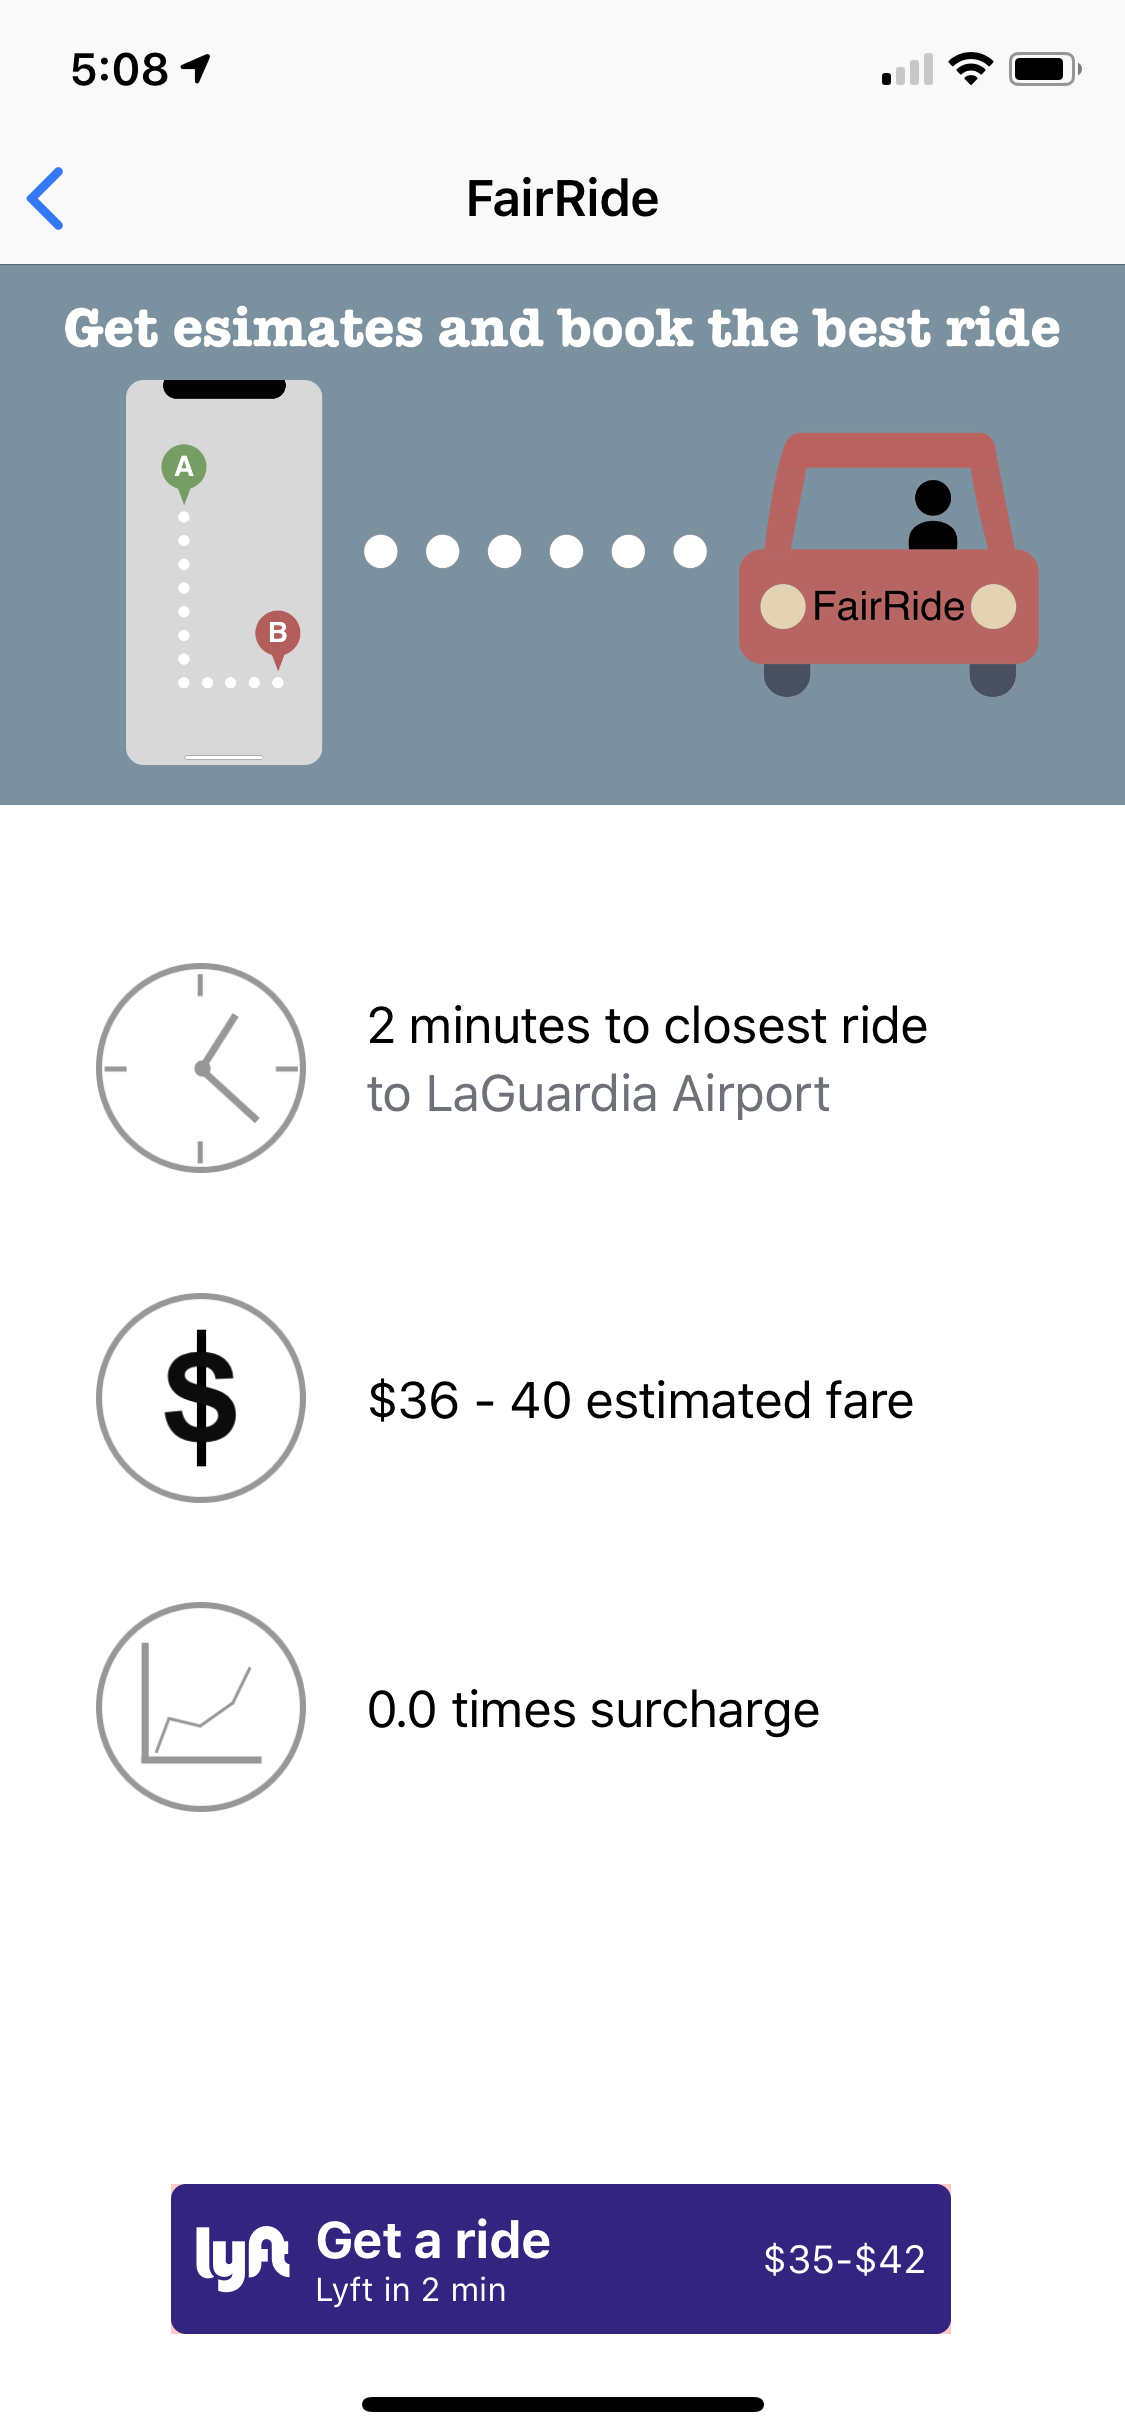 5:08
FairRide
Get esimates and book the best ride
A
B
FairRide
2 minutes to closest ride
to LaGuardia Airport
$
$36 - 40 estimated fare
0.0 times surcharge
lyft
Get a ride
Lyft in 2 min
$35-$42